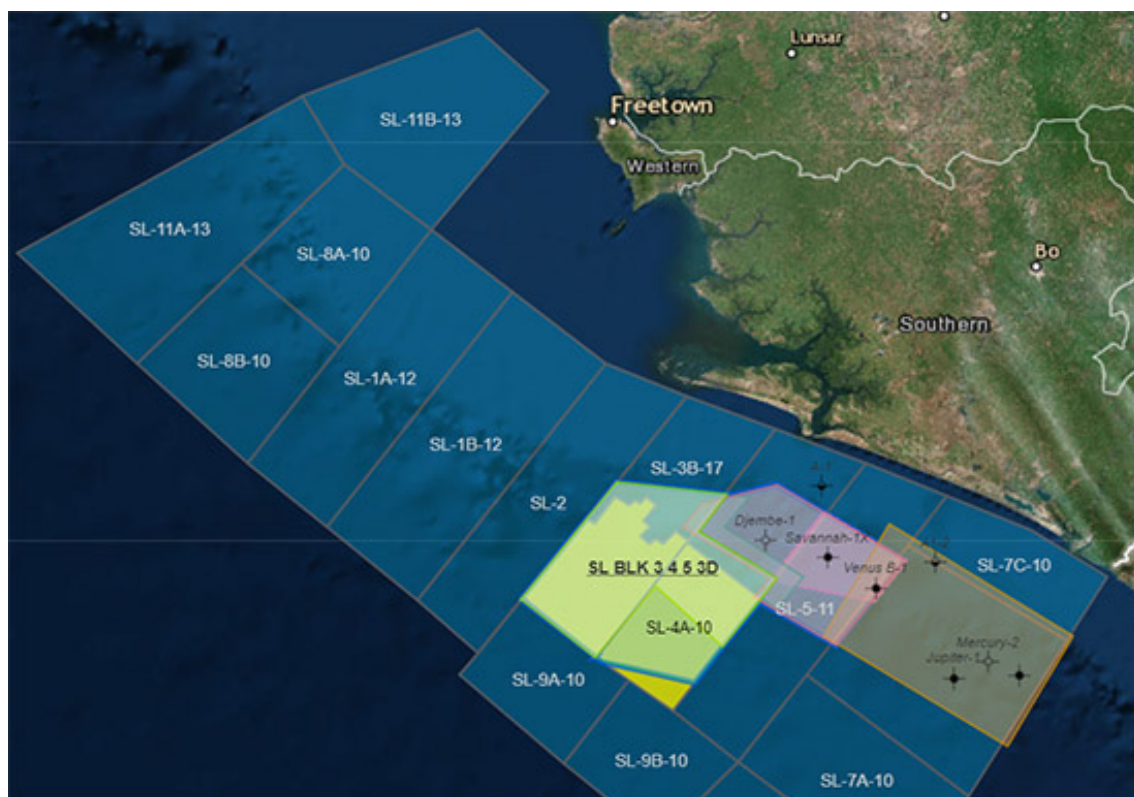 Lunsar
Freetown
SL-11B-13
Western
SL-11A-13
SL-8A-10
Bo
Southern
SL-8B-10
SL-1A-12
SL-1B-12
SL-3B-17
A-1
SL-2
Djembe-1
Savannah-1X
SL BLK 3 4 5 3D
Venus B-1
SL-7C-10
SL-5-11
SL-4A-10
Mercury-2
Jupiter-1
SL-9A-10
SL-9B-10
SL-7A-10